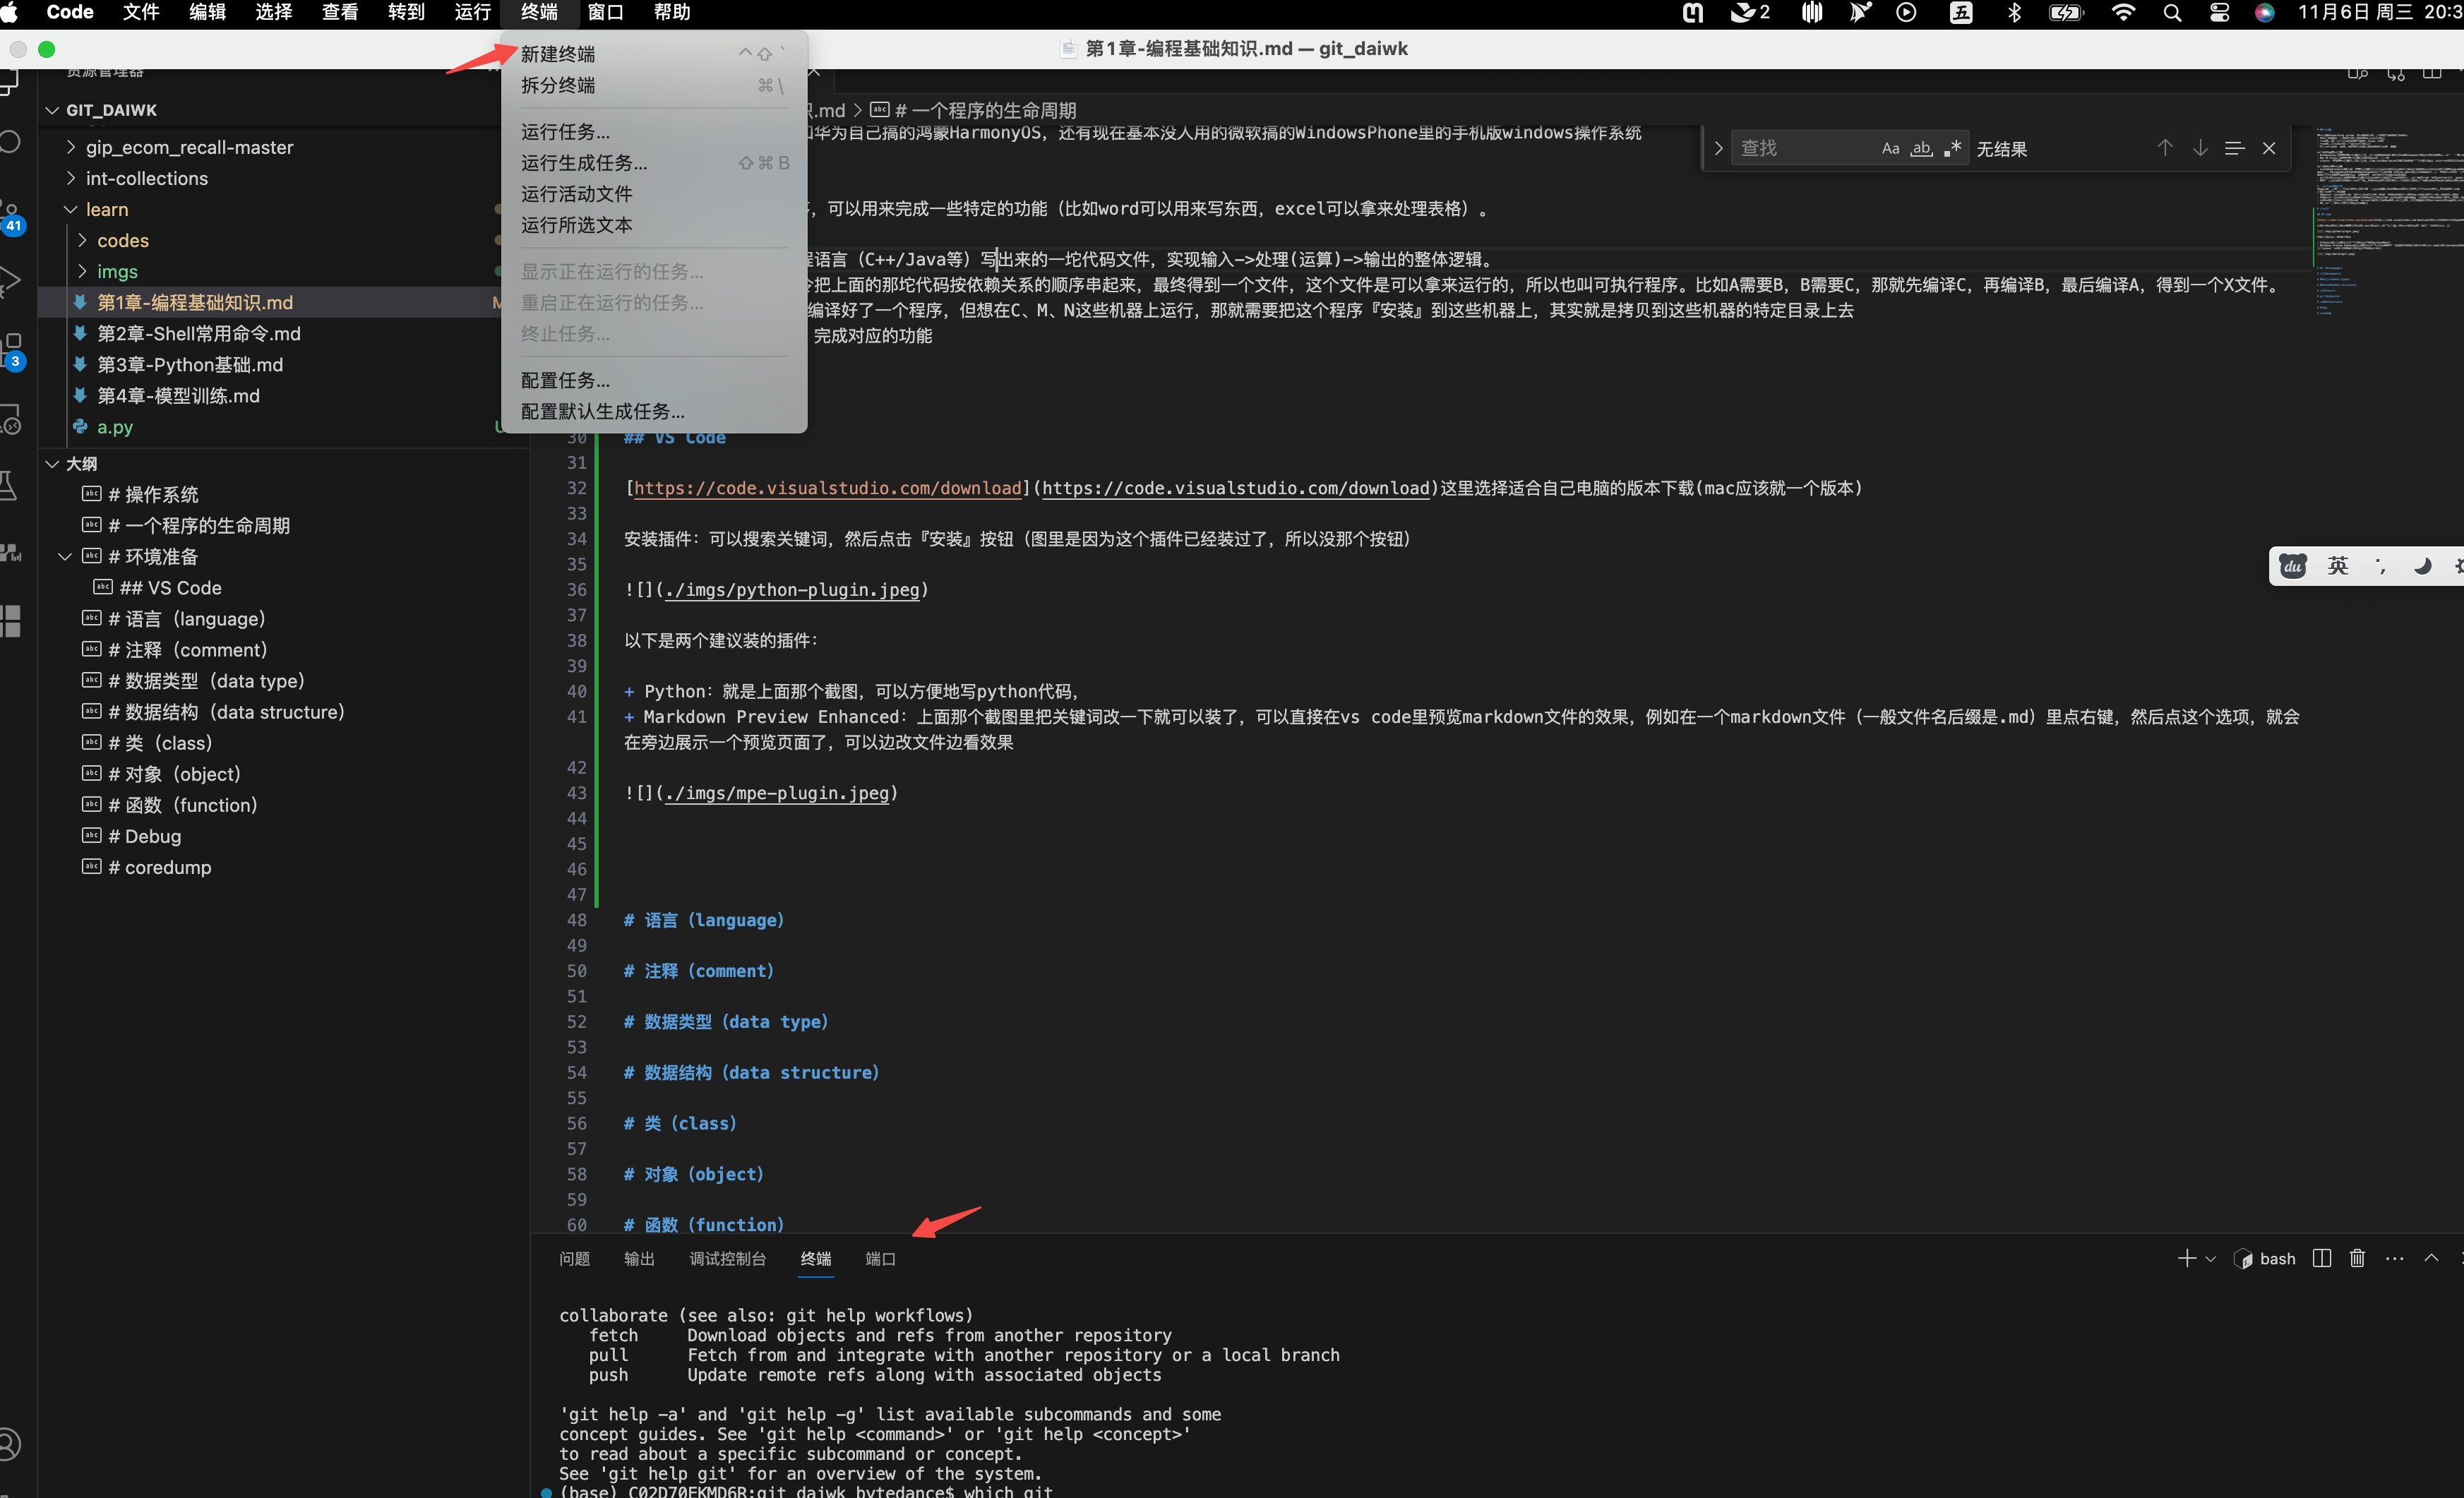 Code 文件 编辑 选择 查看 转到 运行 终端 窗口 帮助
2 五 11月6日 周三 20:3
第1章-编程基础知识.md — git_daiwk
新建终端 ^⇧`
拆分终端 ⌘\
运行任务...
运行生成任务... ⇧⌘B
运行活动文件
运行所选文本
显示正在运行的任务...
重启正在运行的任务...
终止任务...
配置任务...
配置默认生成任务...
资源管理器
GIT_DAIWK
gip_ecom_recall-master
int-collections
learn
codes
imgs
第1章-编程基础知识.md M
第2章-Shell常用命令.md
第3章-Python基础.md
第4章-模型训练.md
a.py U
41
3
大纲
# 操作系统
# 一个程序的生命周期
# 环境准备
## VS Code
# 语言（language）
# 注释（comment）
# 数据类型（data type）
# 数据结构（data structure）
# 类（class）
# 对象（object）
# 函数（function）
# Debug
# coredump
.md > # 一个程序的生命周期
华为自己搞的鸿蒙HarmonyOS，还有现在基本没人用的微软搞的WindowsPhone里的手机版windows操作系统
查找 Aa ab .* 无结果
，可以用来完成一些特定的功能（比如word可以用来写东西，excel可以拿来处理表格）。
语言（C++/Java等）写出来的一坨代码文件，实现输入->处理(运算)->输出的整体逻辑。
把上面的那坨代码按依赖关系的顺序串起来，最终得到一个文件，这个文件是可以拿来运行的，所以也叫可执行程序。比如A需要B，B需要C，那就先编译C，再编译B，最后编译A，得到一个X文件。
编译好了一个程序，但想在C、M、N这些机器上运行，那就需要把这个程序『安装』到这些机器上，其实就是拷贝到这些机器的特定目录上去
完成对应的功能
30 ## VS Code
31
32 [https://code.visualstudio.com/download](https://code.visualstudio.com/download)这里选择适合自己电脑的版本下载(mac应该就一个版本)
33
34 安装插件：可以搜索关键词，然后点击『安装』按钮（图里是因为这个插件已经装过了，所以没那个按钮）
35
36 ![](./imgs/python-plugin.jpeg)
37
38 以下是两个建议装的插件：
39
40 + Python：就是上面那个截图，可以方便地写python代码，
41 + Markdown Preview Enhanced：上面那个截图里把关键词改一下就可以装了，可以直接在vs code里预览markdown文件的效果，例如在一个markdown文件（一般文件名后缀是.md）里点右键，然后点这个选项，就会
在旁边展示一个预览页面了，可以边改文件边看效果
42
43 ![](./imgs/mpe-plugin.jpeg)
44
45
46
47
48 # 语言（language）
49
50 # 注释（comment）
51
52 # 数据类型（data type）
53
54 # 数据结构（data structure）
55
56 # 类（class）
57
58 # 对象（object）
59
60 # 函数（function）
du 英
问题 输出 调试控制台 终端 端口
bash
collaborate (see also: git help workflows)
fetch Download objects and refs from another repository
pull Fetch from and integrate with another repository or a local branch
push Update remote refs along with associated objects
'git help -a' and 'git help -g' list available subcommands and some
concept guides. See 'git help <command>' or 'git help <concept>'
to read about a specific subcommand or concept.
See 'git help git' for an overview of the system.
(base) C02D70EKMD6R:git_daiwk bytedance$ which git